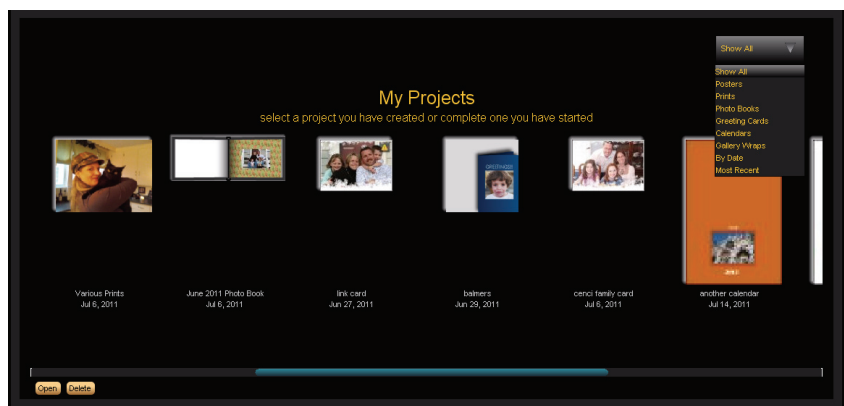 Show All
Show All
Posters
Prints
Photo Books
Greeting Cards
Calendars
Gallery Wraps
By Date
Most Recent
My Projects
select a project you have created or complete one you have started
GREETINGS
Various Prints
Jul 6, 2011
June 2011 Photo Book
Jul 6, 2011
link card
Jun 27, 2011
balmers
Jun 29, 2011
cenci family card
Jul 6, 2011
another calendar
Jul 14, 2011
Open
Delete